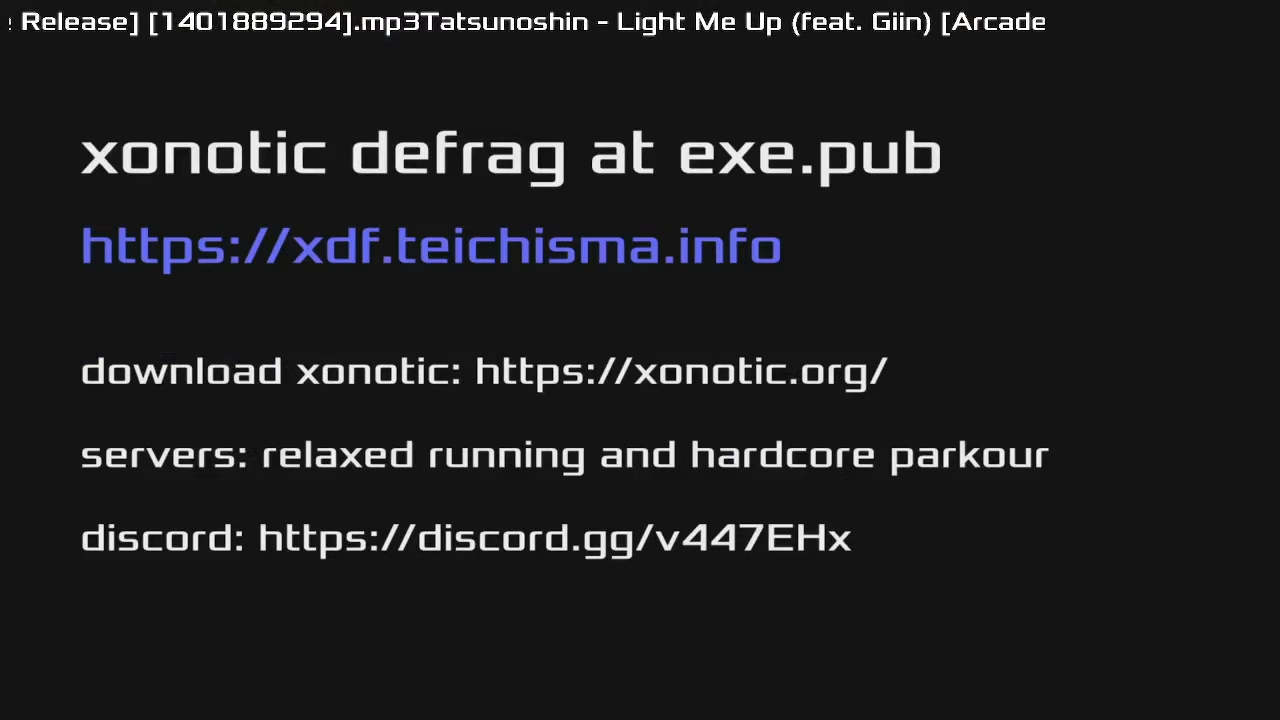 : Release] [1401889294].mp3Tatsunoshin - Light Me Up (feat. Giin) [Arcade
xonotic defrag at exe.pub
https://xdf.teichisma.info
download xonotic: https://xonotic.org/
servers: relaxed running and hardcore parkour
discord: https://discord.gg/v447EHx